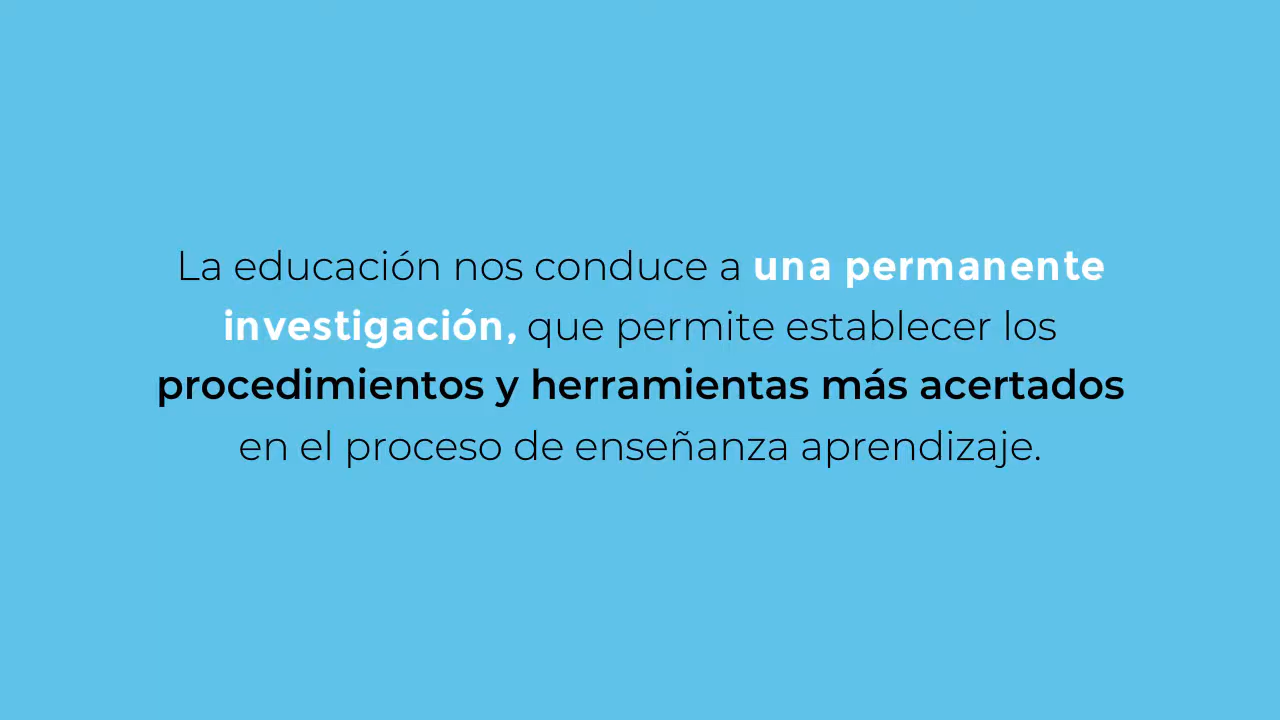 La educación nos conduce a una permanente
investigación, que permite establecer los
procedimientos y herramientas más acertados
en el proceso de enseñanza aprendizaje.